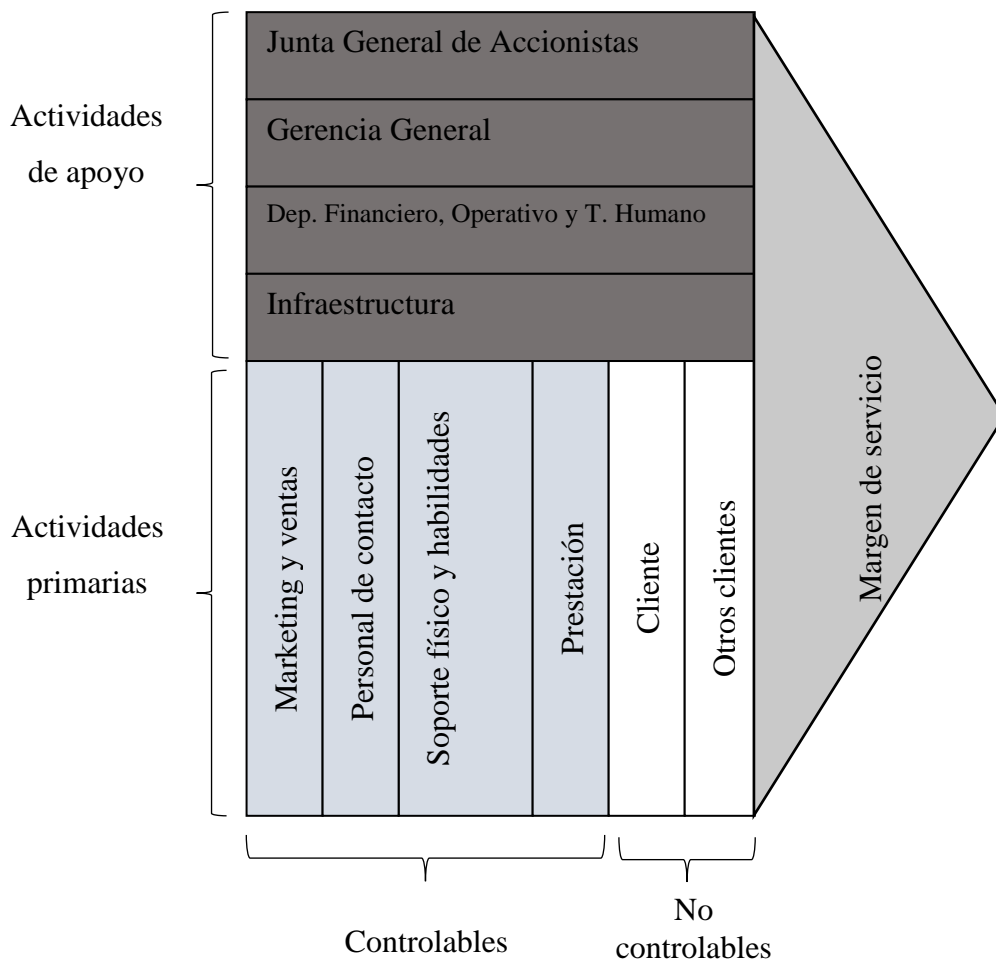 Junta General de Accionistas
Actividades
de apoyo
Gerencia General
Dep. Financiero, Operativo y T. Humano
Infraestructura
Actividades
primarias
Marketing y ventas
Personal de contacto
Soporte físico y habilidades
Prestación
Cliente
Otros clientes
Margen de servicio
Controlables
No
controlables